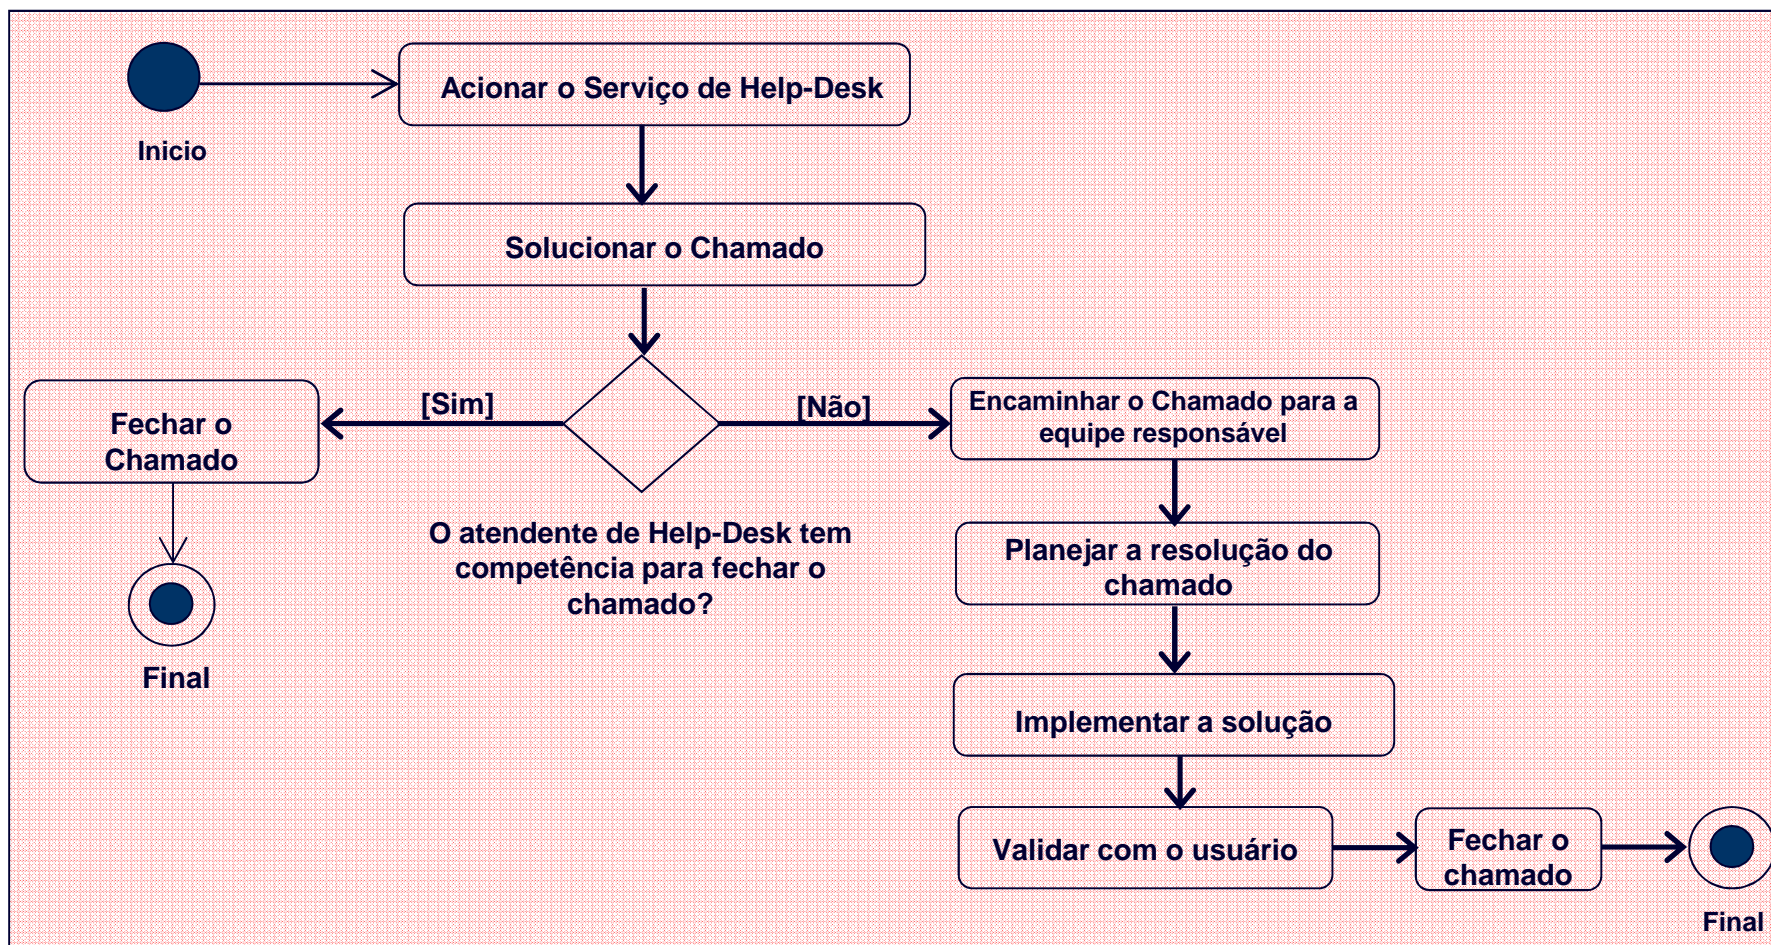 Acionar o Serviço de Help-Desk
Inicio
Solucionar o Chamado
[Sim]
[Não]
Fechar o
Chamado
Encaminhar o Chamado para a
equipe responsável
O atendente de Help-Desk tem
competência para fechar o
chamado?
Planejar a resolução do
chamado
Final
Implementar a solução
Validar com o usuário
Fechar o
chamado
Final